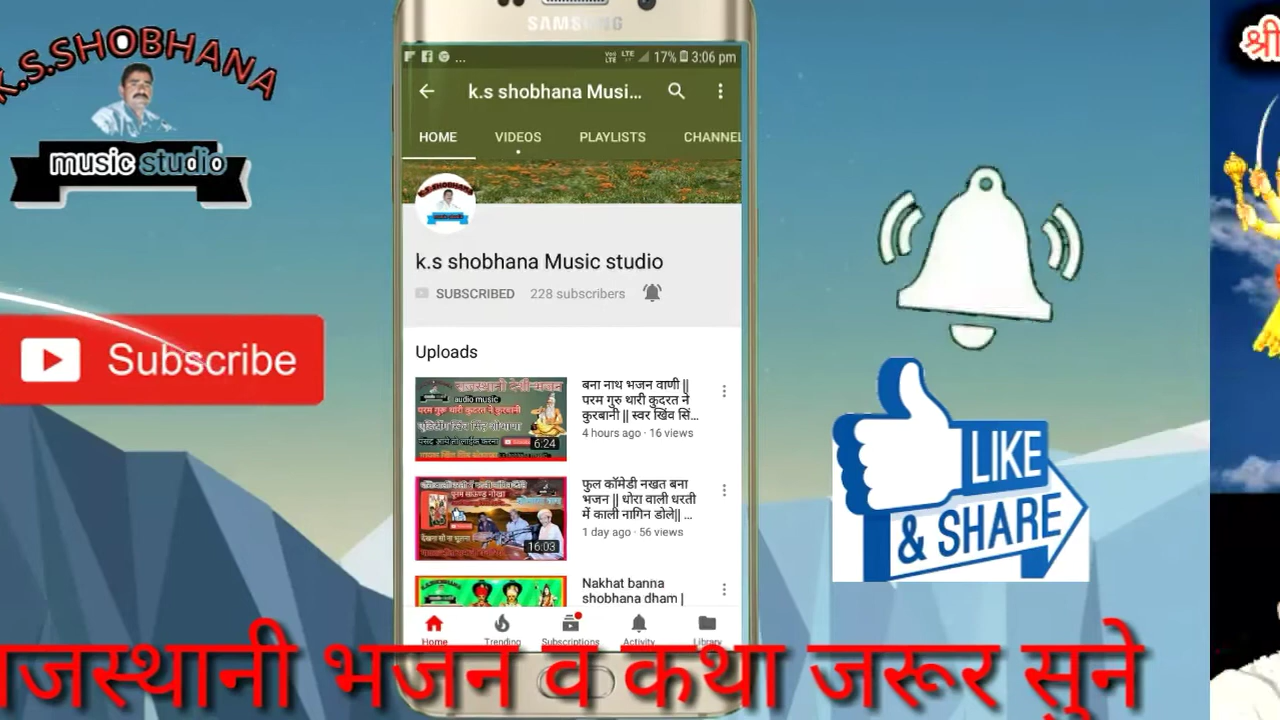 K.S.SHOBHANA
music studio
Subscribe
SAMSUNG
17% 3:06 pm
k.s shobhana Musi...
HOME VIDEOS PLAYLISTS CHANNEL
k.s shobhana Music studio
SUBSCRIBED 228 subscribers
Uploads
audio music
6:24
बना नाथ भजन वाणी ||
परम गुरु थारी कुदरत ने
कुरबानी || स्वर खिंव सिं...
4 hours ago · 16 views
16:03
फुल कॉमेडी नखत बना
भजन || धोरा वाली धरती
में काली नागिन डोले|| ...
1 day ago · 56 views
Nakhat banna
shobhana dham |
Home Trending Subscriptions Activity Library
LIKE
& SHARE
श्री
राजस्थानी भजन व कथा जरूर सुने